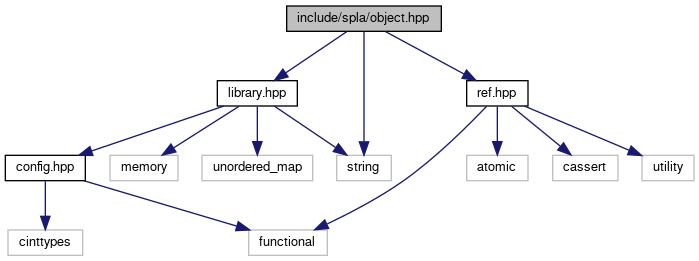 include/spla/object.hpp
library.hpp
ref.hpp
config.hpp
memory
unordered_map
string
atomic
cassert
utility
cinttypes
functional